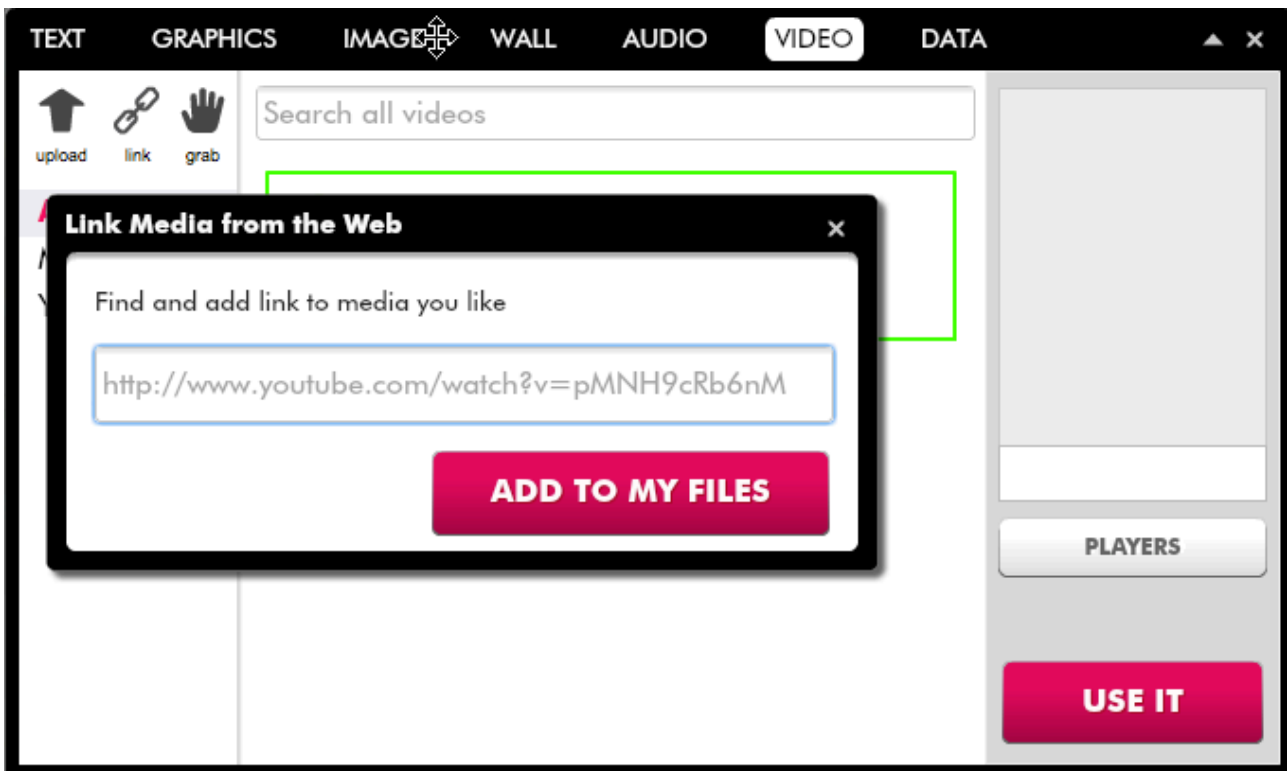 TEXT GRAPHICS IMAGE WALL AUDIO VIDEO DATA
upload link grab
Search all videos
Link Media from the Web
Find and add link to media you like
http://www.youtube.com/watch?v=pMNH9cRb6nM
ADD TO MY FILES
PLAYERS
USE IT